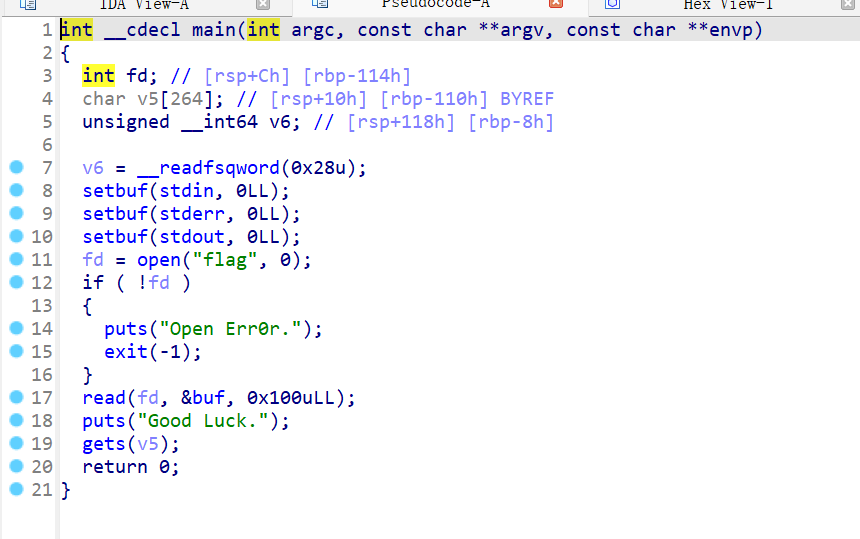 IDA View-A Pseudocode-A Hex View-1
1 int __cdecl main(int argc, const char **argv, const char **envp)
2 {
3 int fd; // [rsp+Ch] [rbp-114h]
4 char v5[264]; // [rsp+10h] [rbp-110h] BYREF
5 unsigned __int64 v6; // [rsp+118h] [rbp-8h]
6
7 v6 = __readfsqword(0x28u);
8 setbuf(stdin, 0LL);
9 setbuf(stderr, 0LL);
10 setbuf(stdout, 0LL);
11 fd = open("flag", 0);
12 if ( !fd )
13 {
14 puts("Open Err0r.");
15 exit(-1);
16 }
17 read(fd, &buf, 0x100uLL);
18 puts("Good Luck.");
19 gets(v5);
20 return 0;
21 }